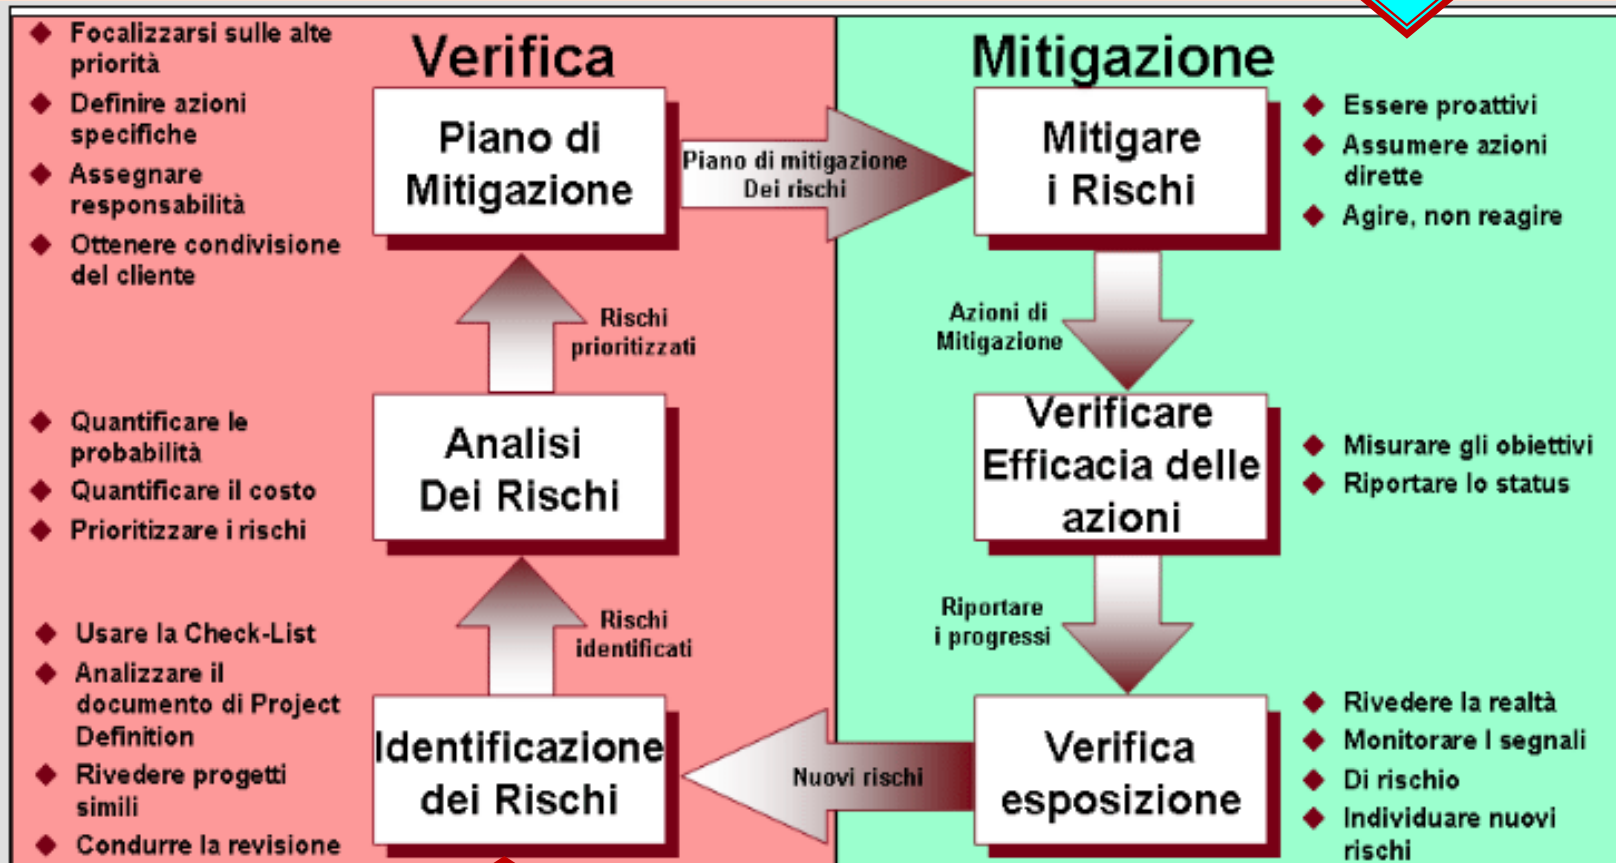 Verifica
Focalizzarsi sulle alte
priorità
Definire azioni
specifiche
Assegnare
responsabilità
Ottenere condivisione
del cliente
Piano di
Mitigazione
Piano di mitigazione
Dei rischi
Rischi
prioritizzati
Quantificare le
probabilità
Quantificare il costo
Prioritizzare i rischi
Analisi
Dei Rischi
Rischi
identificati
Usare la Check-List
Analizzare il
documento di Project
Definition
Rivedere progetti
simili
Condurre la revisione
Identificazione
dei Rischi
Mitigazione
Mitigare
i Rischi
Essere proattivi
Assumere azioni
dirette
Agire, non reagire
Azioni di
Mitigazione
Verificare
Efficacia delle
azioni
Misurare gli obiettivi
Riportare lo status
Riportare
i progressi
Verifica
esposizione
Nuovi rischi
Rivedere la realtà
Monitorare I segnali
Di rischio
Individuare nuovi
rischi